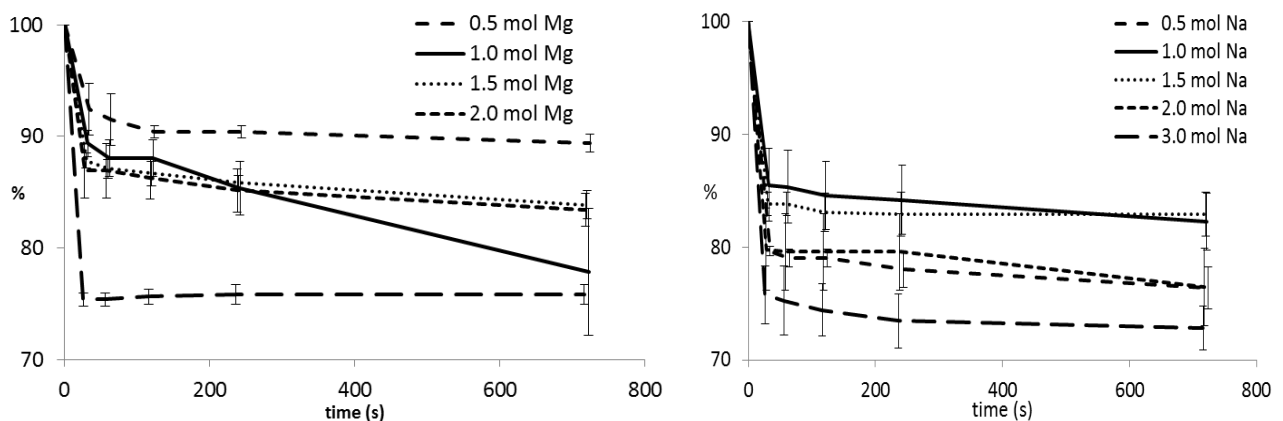 100
90
%
80
70
0
200
400
600
800
time (s)
0.5 mol Mg
1.0 mol Mg
1.5 mol Mg
2.0 mol Mg
100
90
%
80
70
0
200
400
600
800
time (s)
0.5 mol Na
1.0 mol Na
1.5 mol Na
2.0 mol Na
3.0 mol Na